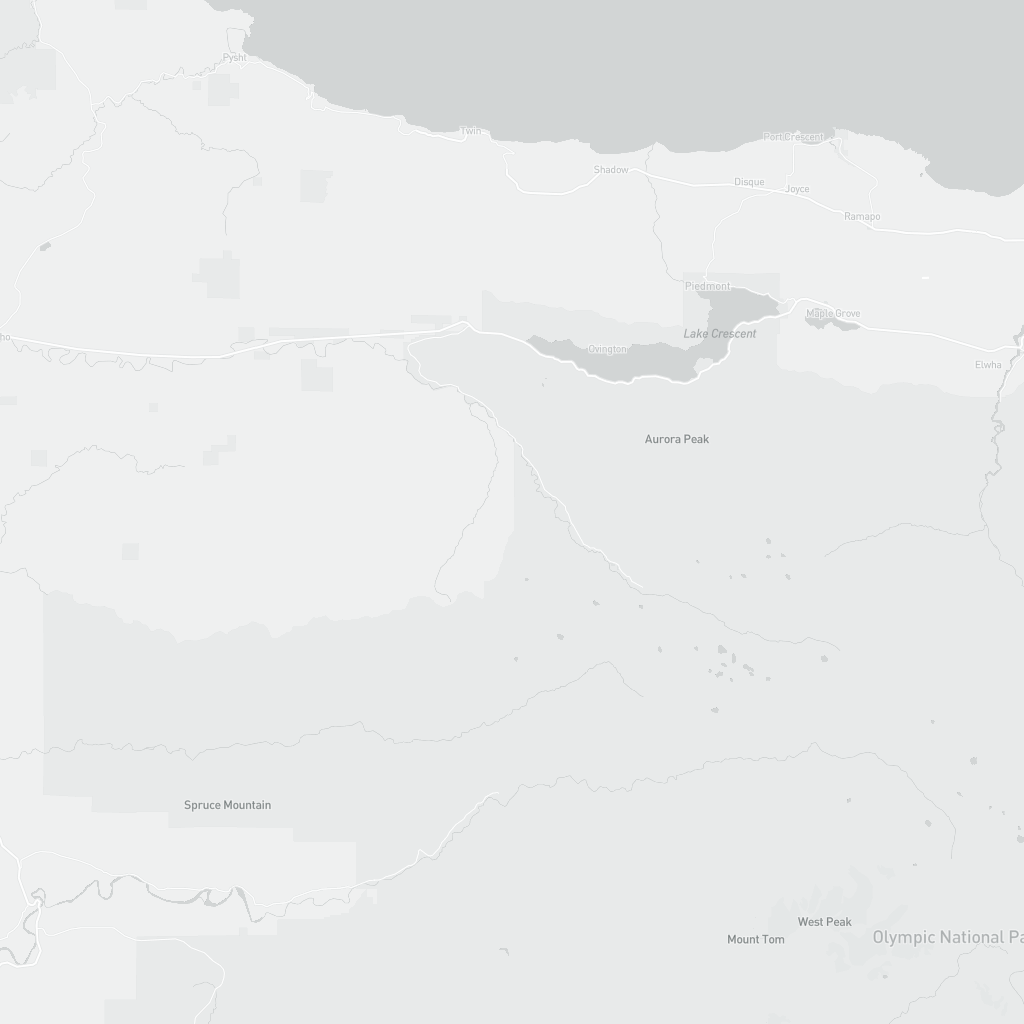 Pysht
Twin
Port Crescent
Shadow
Disque
Joyce
Ramapo
Piedmont
Maple Grove
Lake Crescent
Ovington
Elwha
Aurora Peak
Spruce Mountain
West Peak
Mount Tom
Olympic National Pa